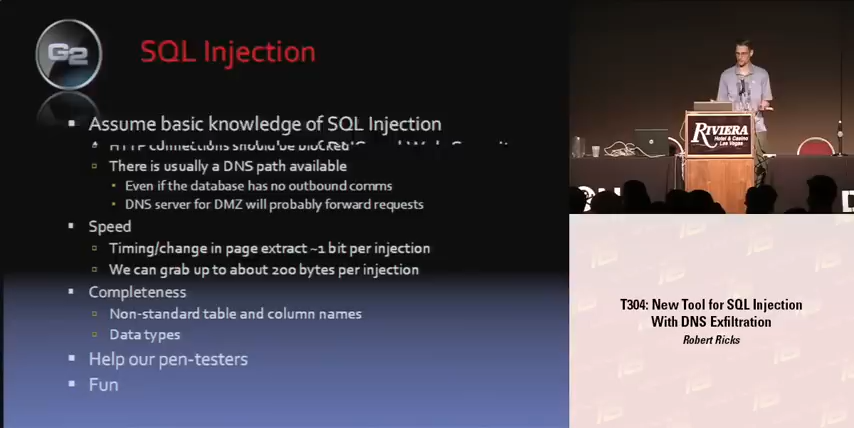 G2
SQL Injection
Assume basic knowledge of SQL Injection
HTTP connections should be blocked
There is usually a DNS path available
Even if the database has no outbound comms
DNS server for DMZ will probably forward requests
Speed
Timing/change in page extract ~1 bit per injection
We can grab up to about 200 bytes per injection
Completeness
Non-standard table and column names
Data types
Help our pen-testers
Fun
RIVIERA
Hotel & Casino
Las Vegas
T304: New Tool for SQL Injection
With DNS Exfiltration
Robert Ricks